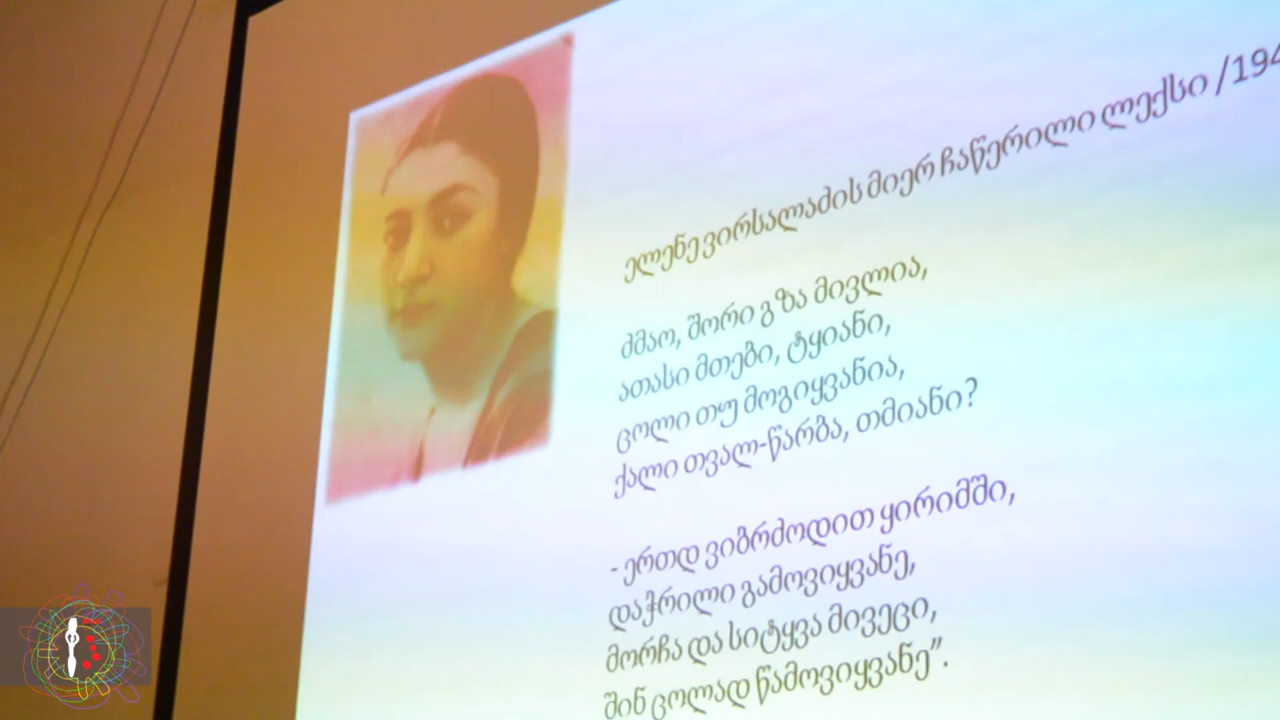 ელენე ვირსალაძის მიერ ჩაწერილი ლექსი /194
ძმაო, შორი გზა მივლია,
ათასი მთები, ტყიანი,
ცოლი თუ მოგიყვანია,
ქალი თვალ-წარბა, თმიანი?
- ერთად ვიბრძოდით ყირიმში,
დაჭრილი გამოვიყვანე,
მორჩა და სიტყვა მივეცი,
შინ ცოლად წამოვიყვანე”.